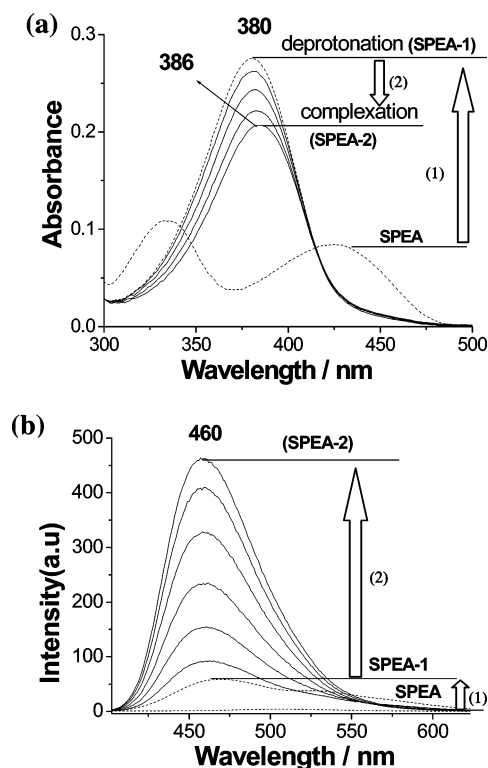 (a)
380
386
deprotonation (SPEA-1)
(2)
complexation
(SPEA-2)
(1)
SPEA
0.3
0.2
0.1
0.0
Absorbance
300 350 400 450 500
Wavelength / nm
(b)
460
(SPEA-2)
(2)
SPEA-1
SPEA
(1)
500
400
300
200
100
50
0
Intensity(a.u)
450 500 550 600
Wavelength / nm